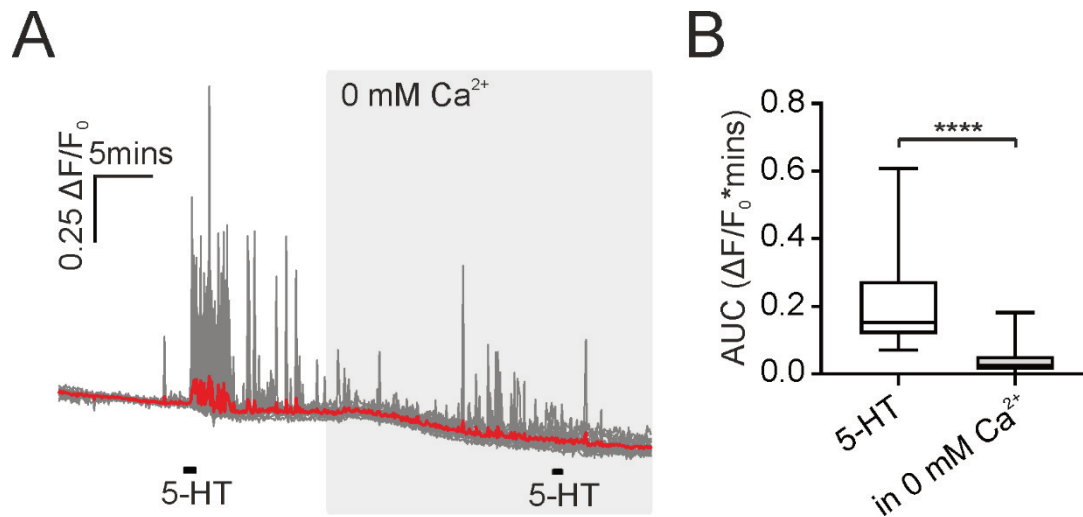 A
0 mM Ca²⁺
5mins
0.25 ΔF/F₀
5-HT
5-HT
B
****
0.8
0.6
0.4
0.2
0.0
AUC (ΔF/F₀*mins)
5-HT
in 0 mM Ca²⁺